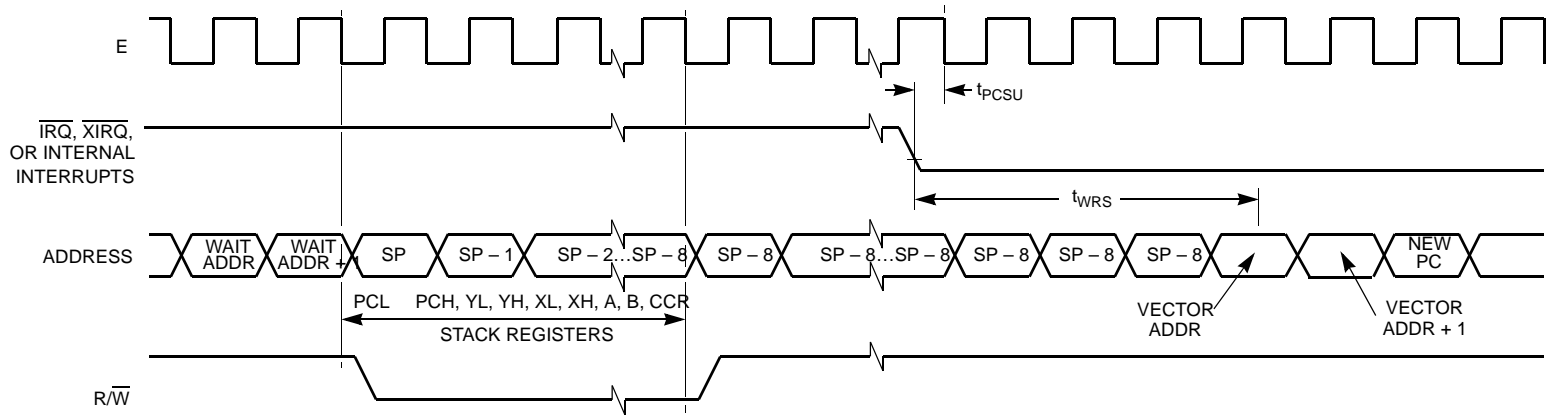 E
tPCSU
IRQ, XIRQ,
OR INTERNAL
INTERRUPTS
tWRS
ADDRESS
WAIT
ADDR
WAIT
ADDR + 1
SP
SP – 1
SP – 2...SP – 8
SP – 8
SP – 8...SP – 8
SP – 8
SP – 8
SP – 8
NEW
PC
PCL PCH, YL, YH, XL, XH, A, B, CCR
STACK REGISTERS
VECTOR
ADDR
VECTOR
ADDR + 1
R/W